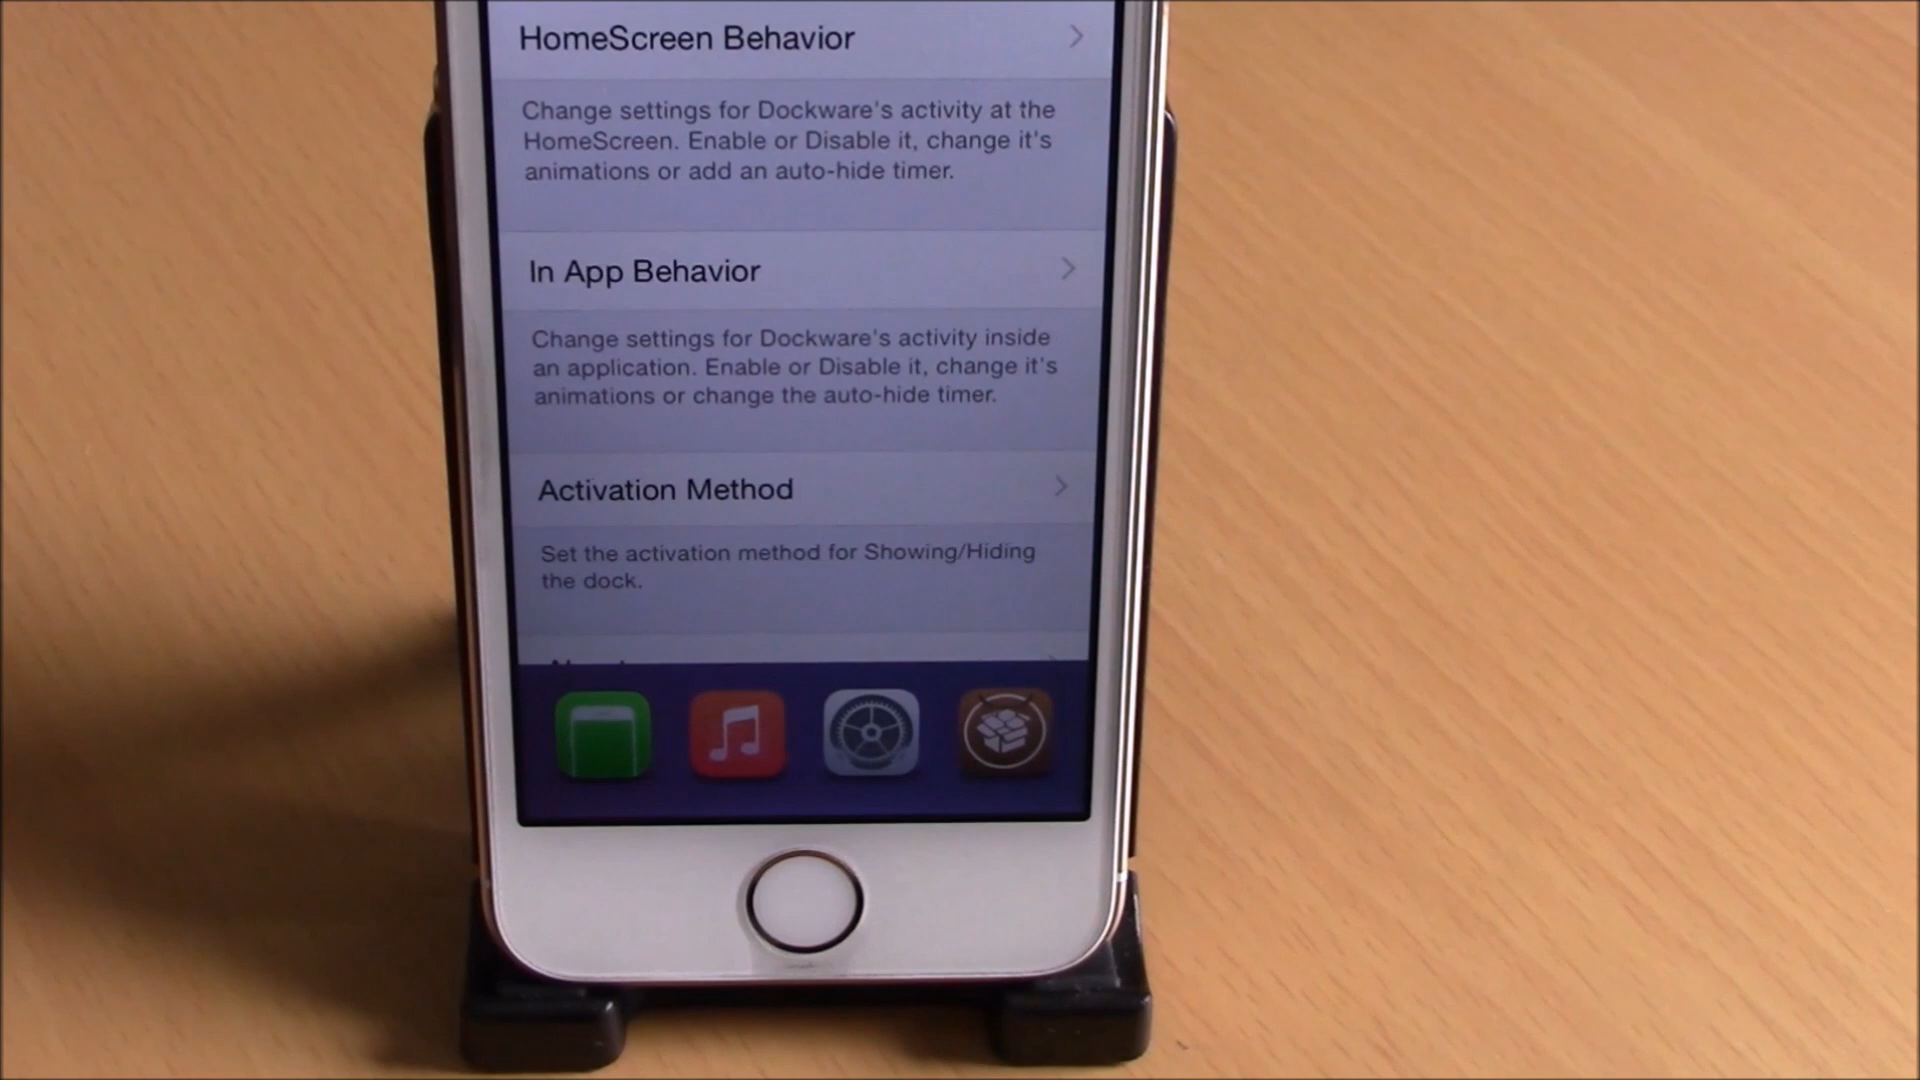 HomeScreen Behavior
Change settings for Dockware's activity at the
HomeScreen. Enable or Disable it, change it's
animations or add an auto-hide timer.
In App Behavior
Change settings for Dockware's activity inside
an application. Enable or Disable it, change it's
animations or change the auto-hide timer.
Activation Method
Set the activation method for Showing/Hiding
the dock.